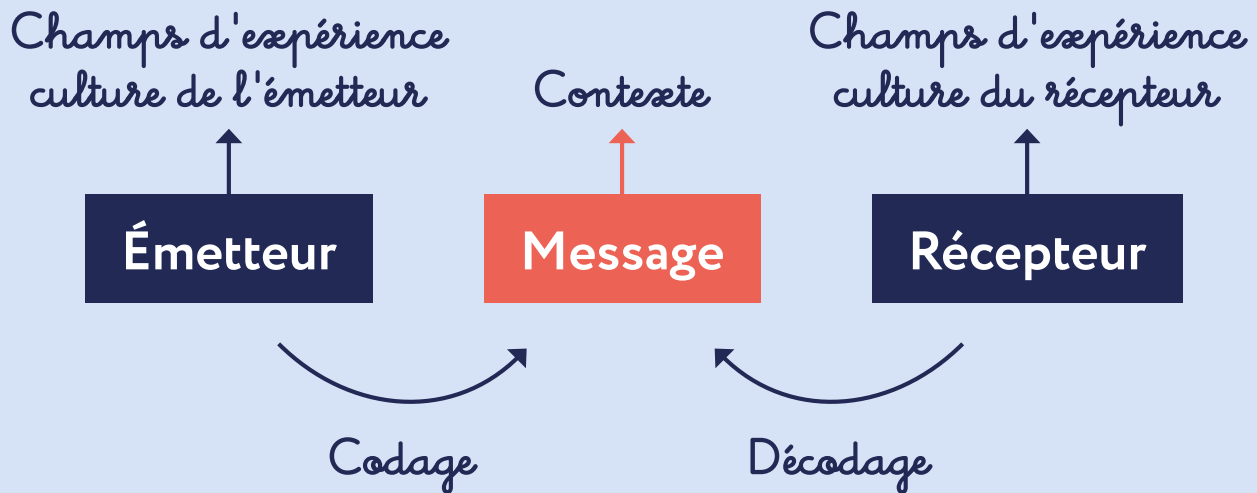 Champs d'expérience
culture de l'émetteur
Contexte
Champs d'expérience
culture du récepteur
Émetteur
Message
Récepteur
Codage
Décodage